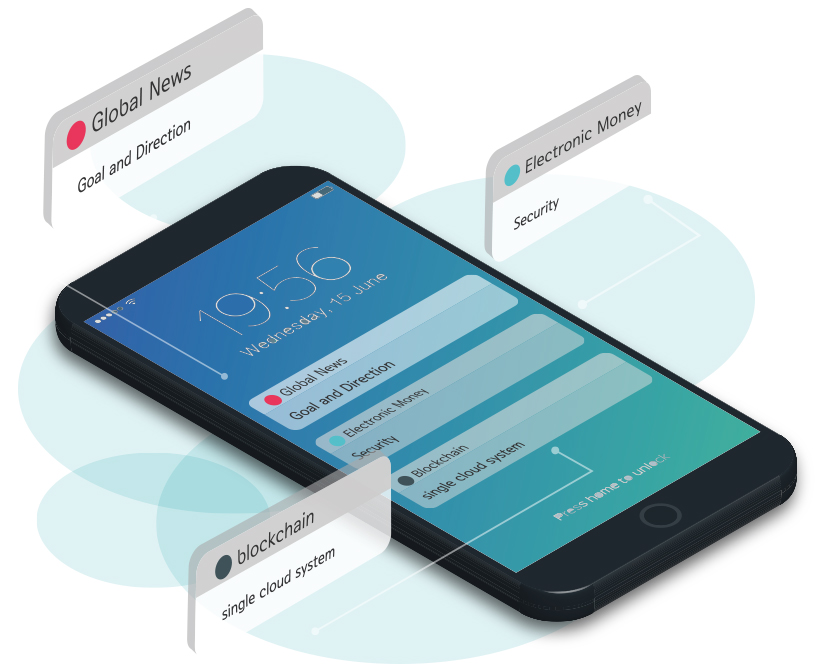 Global News
Goal and Direction
Electronic Money
Security
19:56
Wednesday, 15 June
Global News
Goal and Direction
Electronic Money
Security
Blockchain
single cloud system
Press home to unlock
blockchain
single cloud system